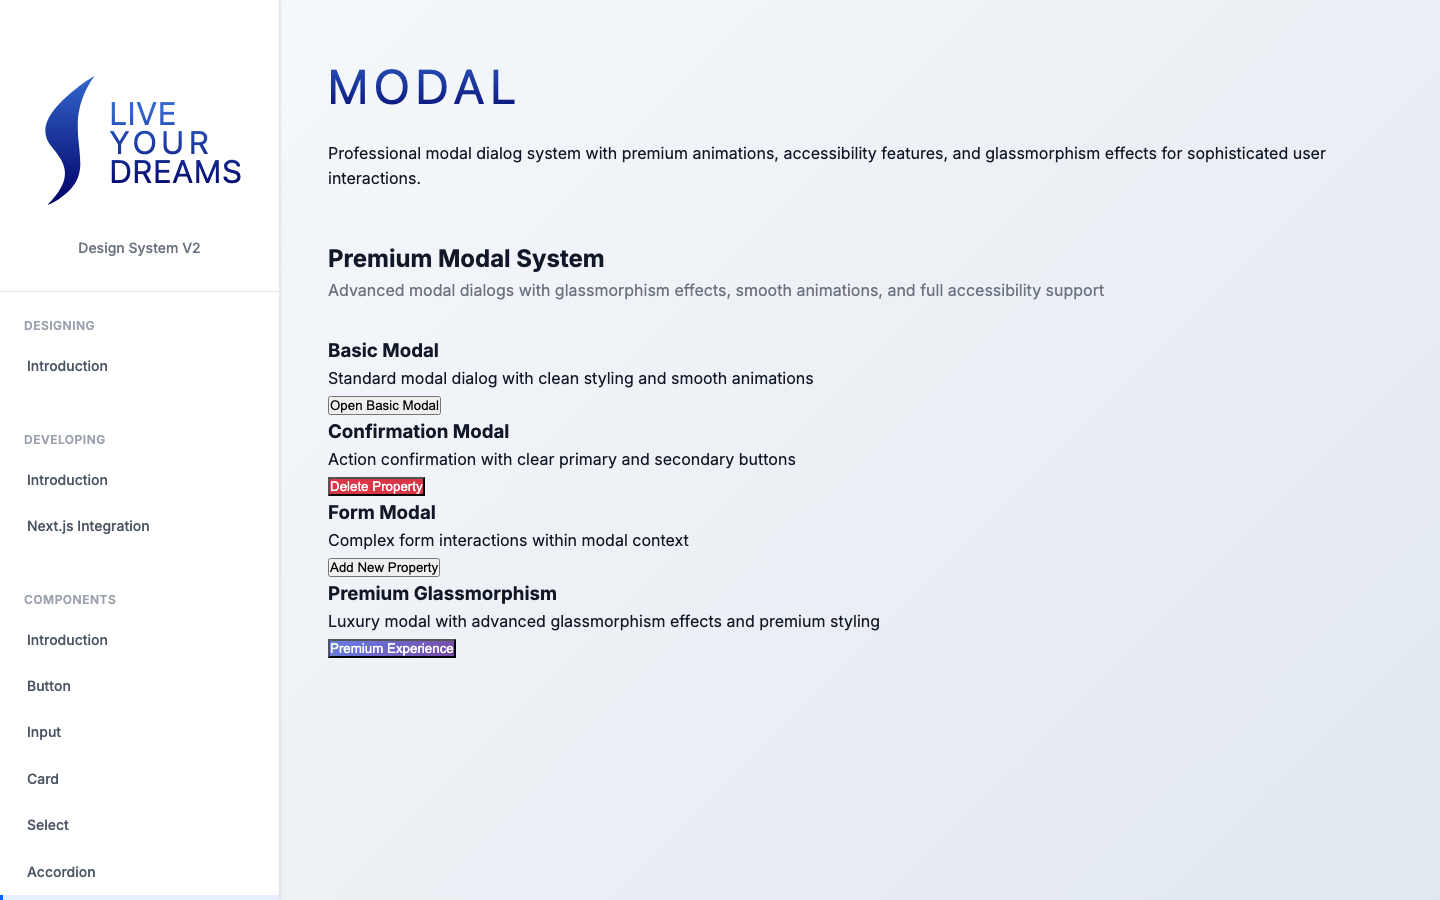 LIVE
YOUR
DREAMS
Design System V2
DESIGNING
Introduction
DEVELOPING
Introduction
Next.js Integration
COMPONENTS
Introduction
Button
Input
Card
Select
Accordion
MODAL
Professional modal dialog system with premium animations, accessibility features, and glassmorphism effects for sophisticated user
interactions.
Premium Modal System
Advanced modal dialogs with glassmorphism effects, smooth animations, and full accessibility support
Basic Modal
Standard modal dialog with clean styling and smooth animations
Open Basic Modal
Confirmation Modal
Action confirmation with clear primary and secondary buttons
Delete Property
Form Modal
Complex form interactions within modal context
Add New Property
Premium Glassmorphism
Luxury modal with advanced glassmorphism effects and premium styling
Premium Experience